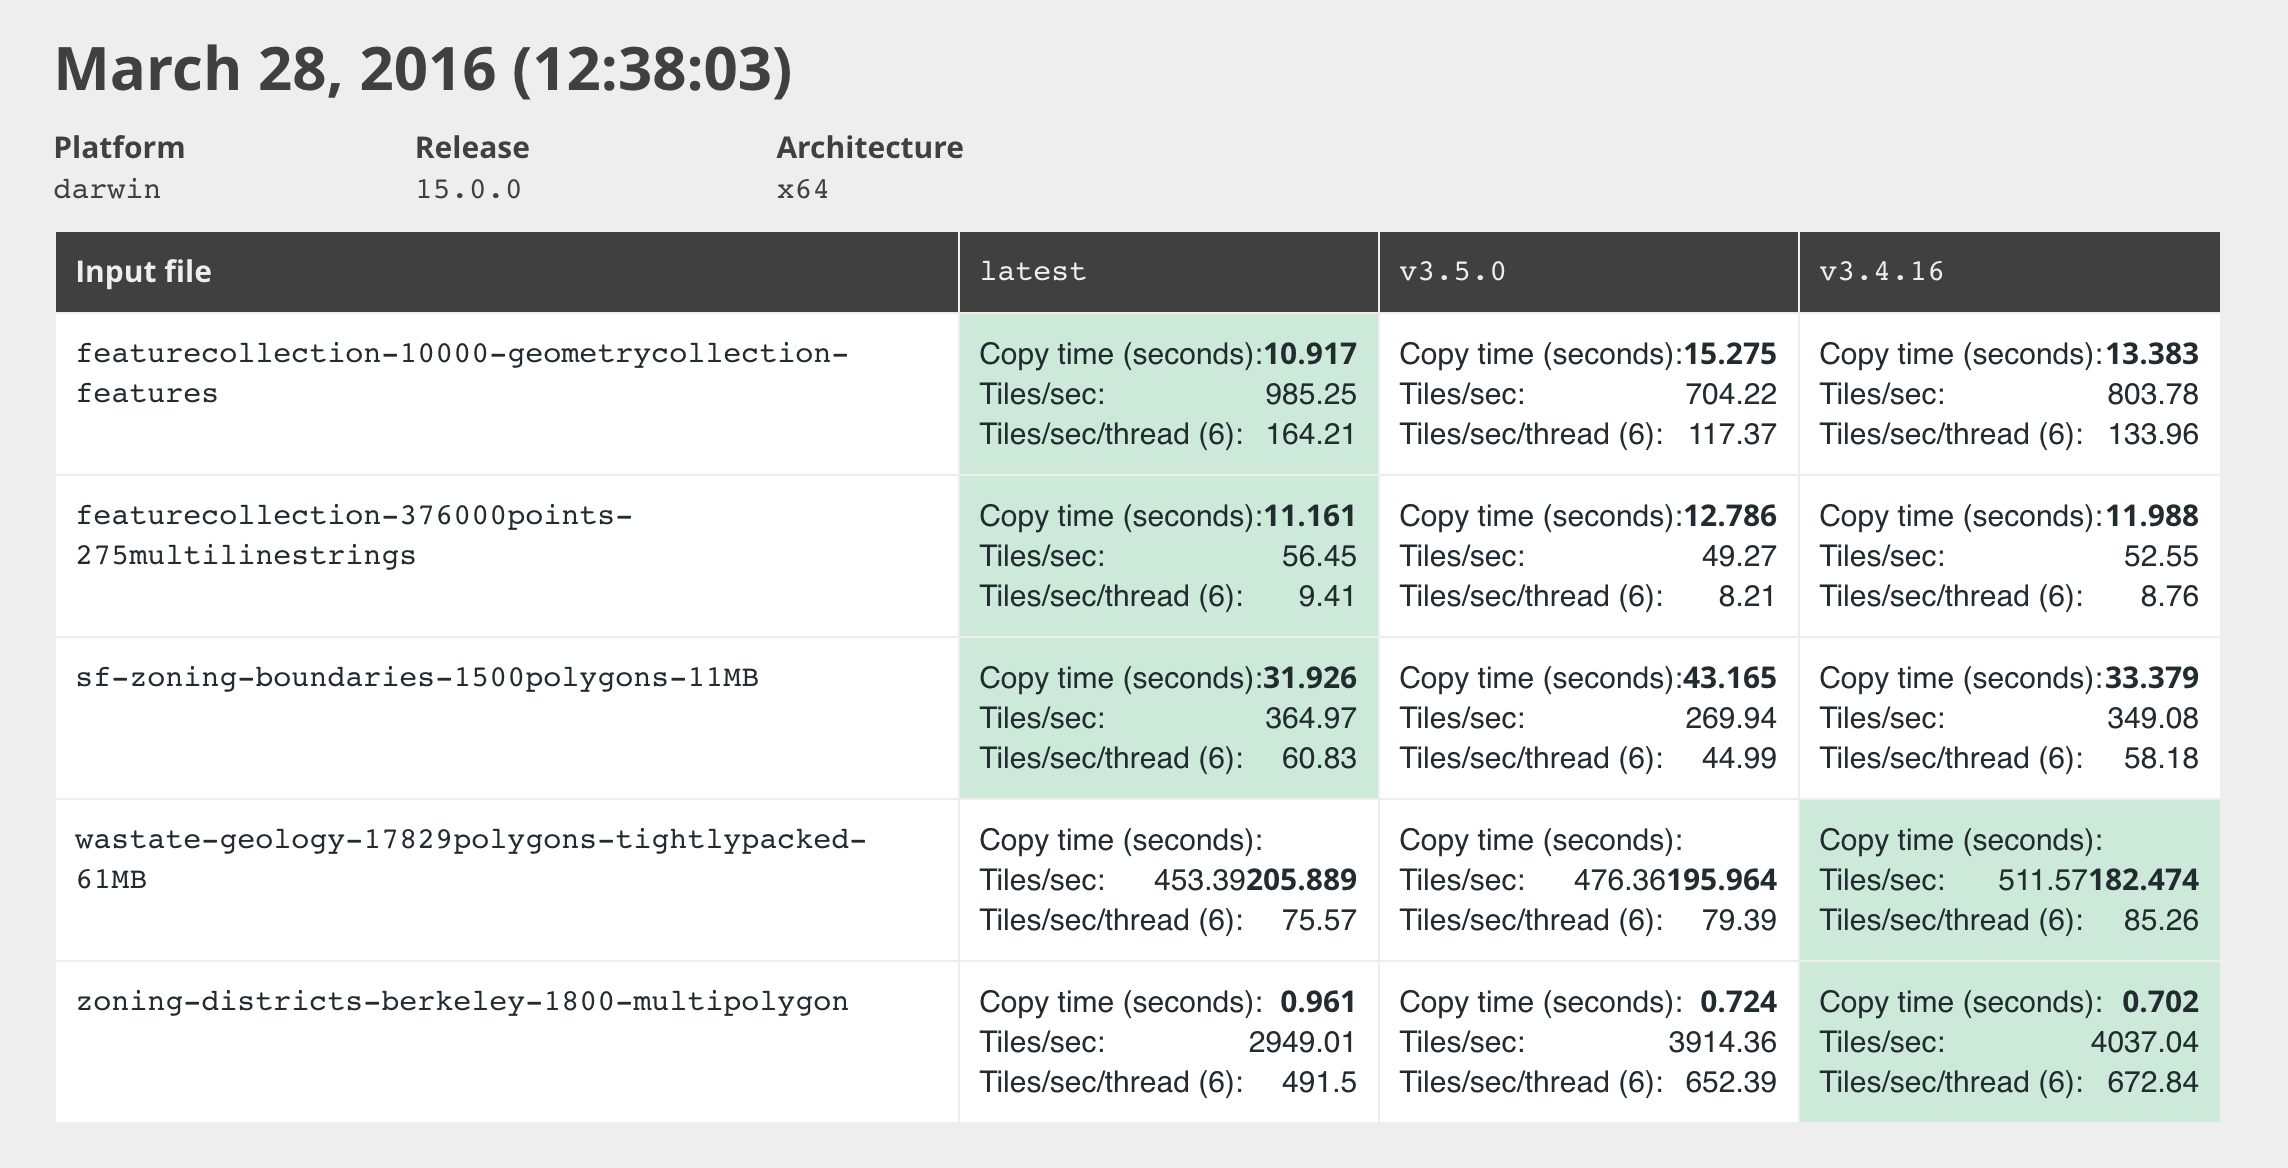 March 28, 2016 (12:38:03)
Platform Release Architecture
darwin 15.0.0 x64
Input file latest v3.5.0 v3.4.16
featurecollection-10000-geometrycollection- Copy time (seconds):10.917 Copy time (seconds):15.275 Copy time (seconds):13.383
features Tiles/sec: 985.25 Tiles/sec: 704.22 Tiles/sec: 803.78
Tiles/sec/thread (6): 164.21 Tiles/sec/thread (6): 117.37 Tiles/sec/thread (6): 133.96
featurecollection-376000points- Copy time (seconds):11.161 Copy time (seconds):12.786 Copy time (seconds):11.988
275multilinestrings Tiles/sec: 56.45 Tiles/sec: 49.27 Tiles/sec: 52.55
Tiles/sec/thread (6): 9.41 Tiles/sec/thread (6): 8.21 Tiles/sec/thread (6): 8.76
sf-zoning-boundaries-1500polygons-11MB Copy time (seconds):31.926 Copy time (seconds):43.165 Copy time (seconds):33.379
Tiles/sec: 364.97 Tiles/sec: 269.94 Tiles/sec: 349.08
Tiles/sec/thread (6): 60.83 Tiles/sec/thread (6): 44.99 Tiles/sec/thread (6): 58.18
wastate-geology-17829polygons-tightlypacked- Copy time (seconds): Copy time (seconds): Copy time (seconds):
61MB Tiles/sec: 453.39205.889 Tiles/sec: 476.36195.964 Tiles/sec: 511.57182.474
Tiles/sec/thread (6): 75.57 Tiles/sec/thread (6): 79.39 Tiles/sec/thread (6): 85.26
zoning-districts-berkeley-1800-multipolygon Copy time (seconds): 0.961 Copy time (seconds): 0.724 Copy time (seconds): 0.702
Tiles/sec: 2949.01 Tiles/sec: 3914.36 Tiles/sec: 4037.04
Tiles/sec/thread (6): 491.5 Tiles/sec/thread (6): 652.39 Tiles/sec/thread (6): 672.84